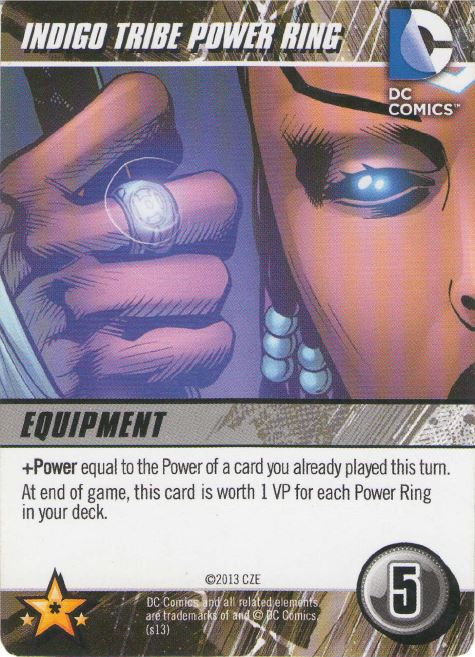 INDIGO TRIBE POWER RING
DC
COMICS™
EQUIPMENT
+Power equal to the Power of a card you already played this turn.
At end of game, this card is worth 1 VP for each Power Ring
in your deck.
©2013 CZE
*
DC Comics and all related elements
are trademarks of and © DC Comics.
(s13)
5